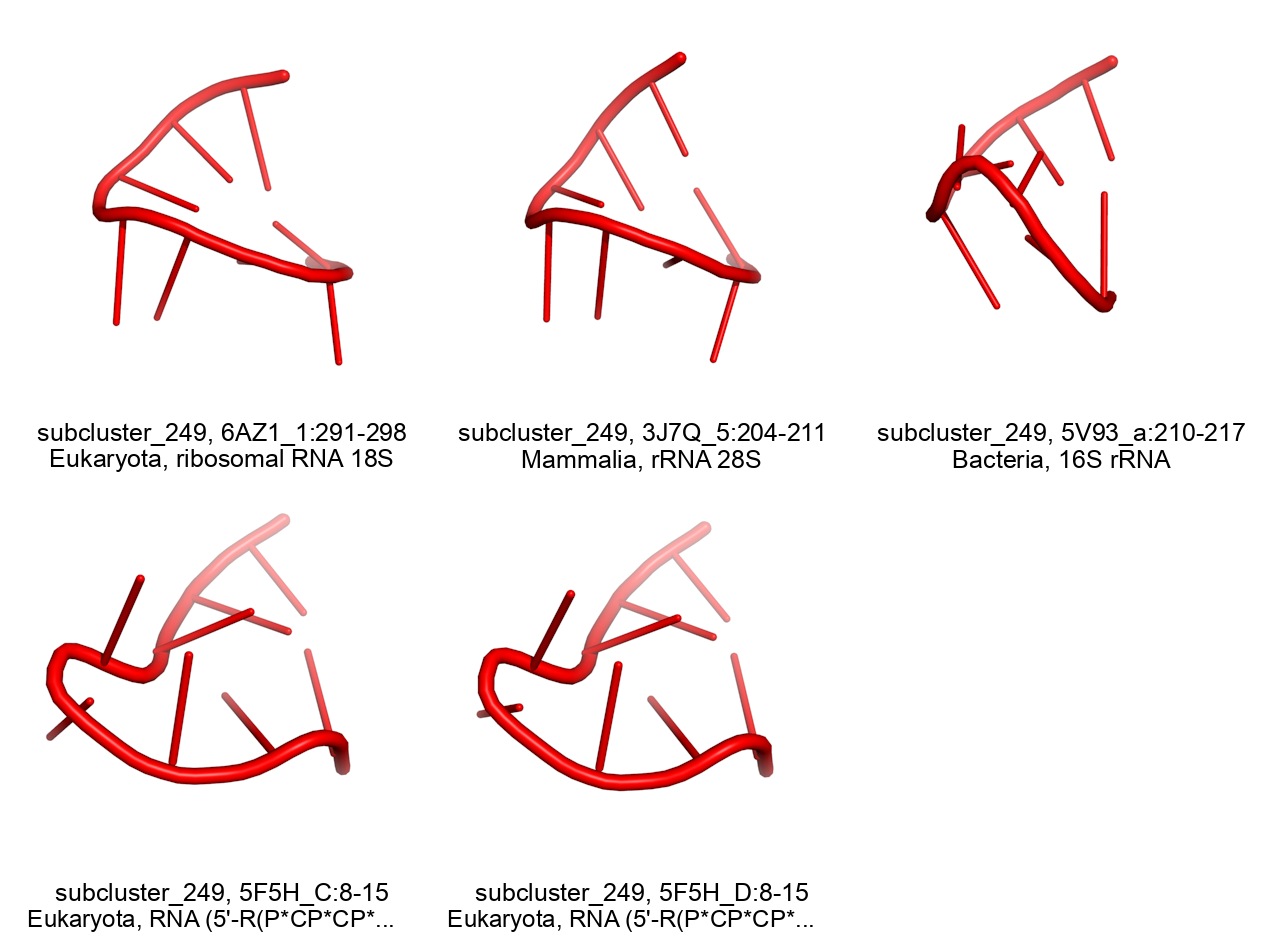 subcluster_249, 6AZ1_1:291-298
Eukaryota, ribosomal RNA 18S
subcluster_249, 3J7Q_5:204-211
Mammalia, rRNA 28S
subcluster_249, 5V93_a:210-217
Bacteria, 16S rRNA
subcluster_249, 5F5H_C:8-15
Eukaryota, RNA (5'-R(P*CP*CP*...
subcluster_249, 5F5H_D:8-15
Eukaryota, RNA (5'-R(P*CP*CP*...